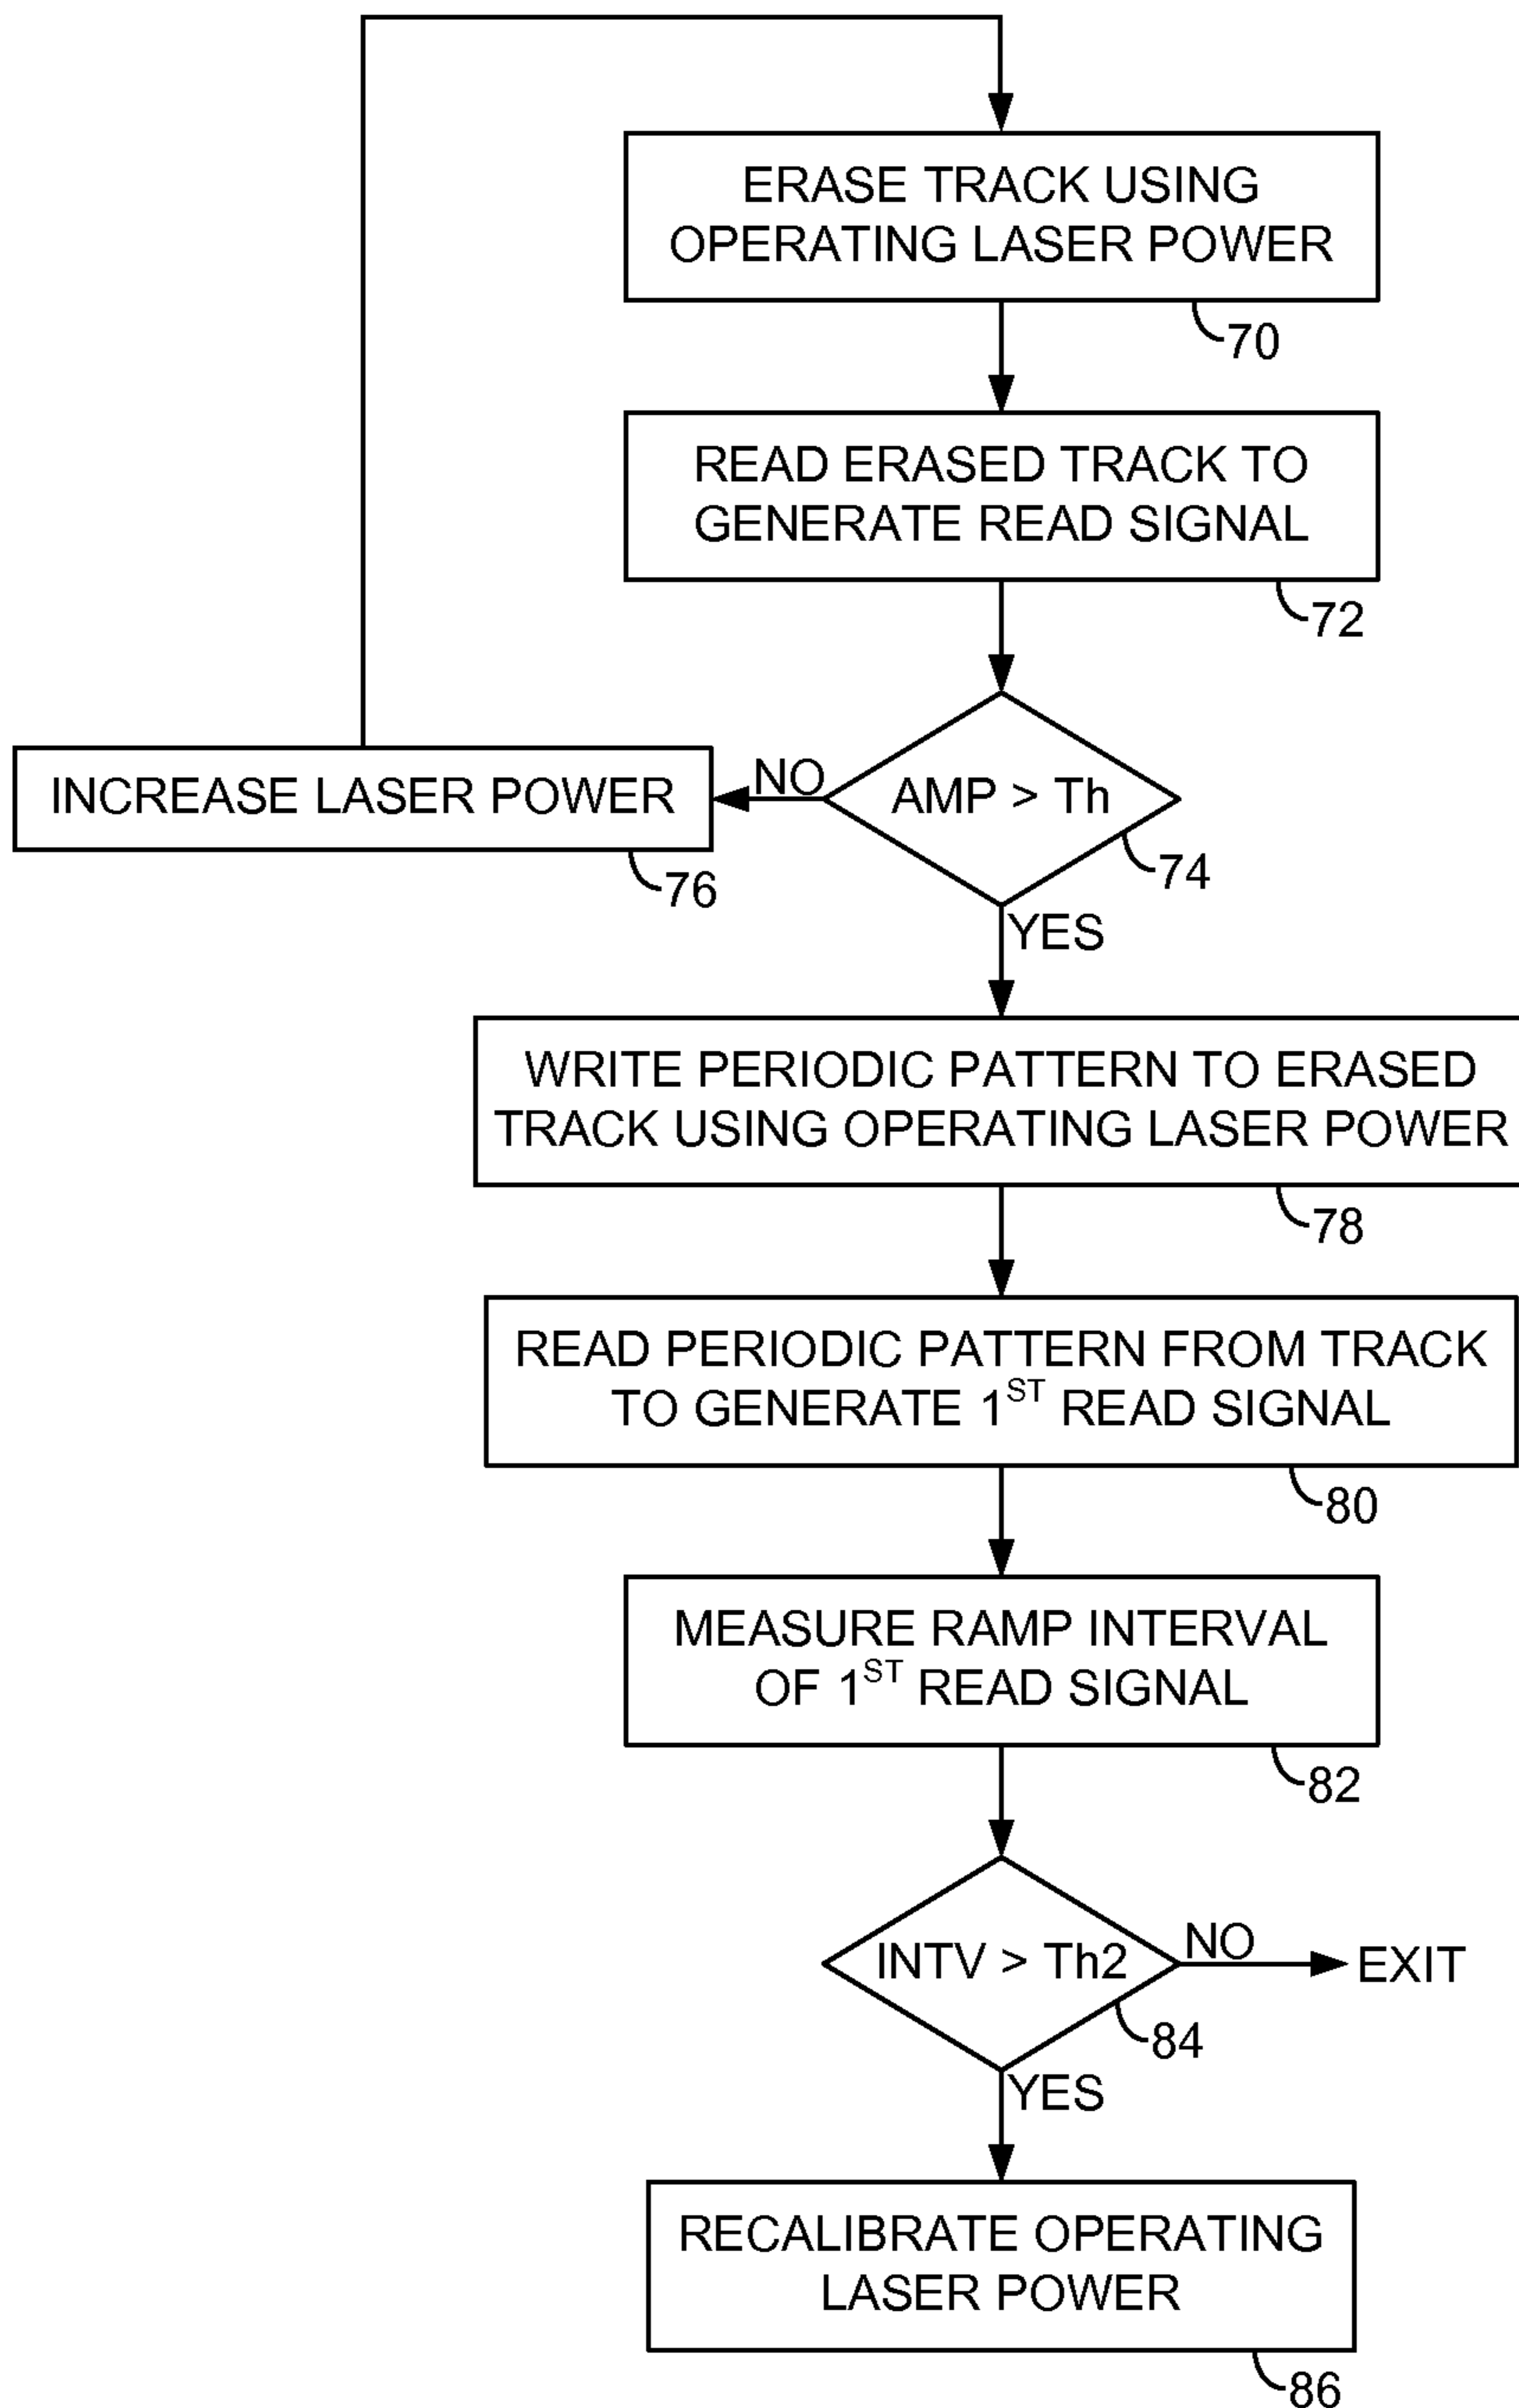 ERASE TRACK USING
OPERATING LASER POWER
70
READ ERASED TRACK TO
GENERATE READ SIGNAL
72
INCREASE LASER POWER
76
NO
AMP > Th
74
YES
WRITE PERIODIC PATTERN TO ERASED
TRACK USING OPERATING LASER POWER
78
READ PERIODIC PATTERN FROM TRACK
TO GENERATE 1ST READ SIGNAL
80
MEASURE RAMP INTERVAL
OF 1ST READ SIGNAL
82
INTV > Th2
NO
EXIT
84
YES
RECALIBRATE OPERATING
LASER POWER
86